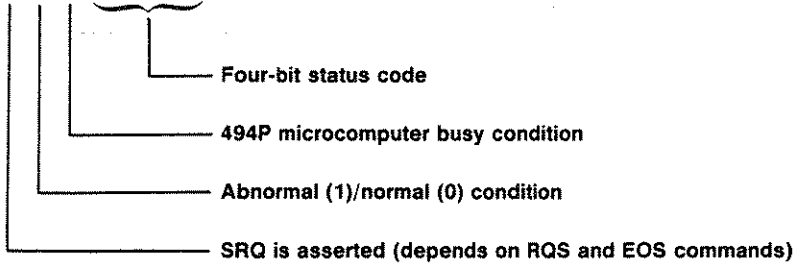 Four-bit status code
494P microcomputer busy condition
Abnormal (1)/normal (0) condition
SRQ is asserted (depends on RQS and EOS commands)